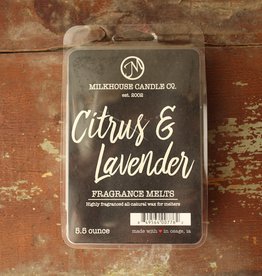 MILKHOUSE CANDLE CO.
est. 2002
Citrus &
Lavender
FRAGRANCE MELTS
Highly fragranced all-natural wax for melters
5.5 ounce
made with ♥ in osage, ia